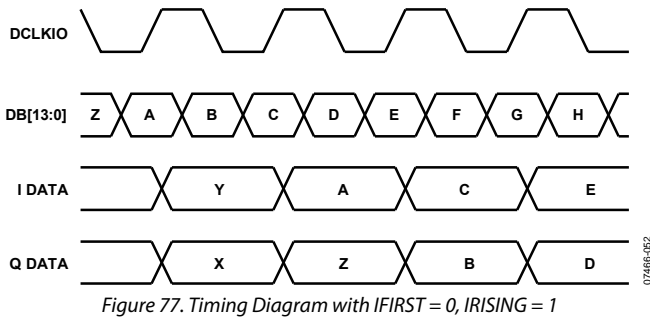 DCLKIO
DB[13:0] Z A B C D E F G H
I DATA Y A C E
Q DATA X Z B D
07466-052
Figure 77. Timing Diagram with IFIRST = 0, IRISING = 1